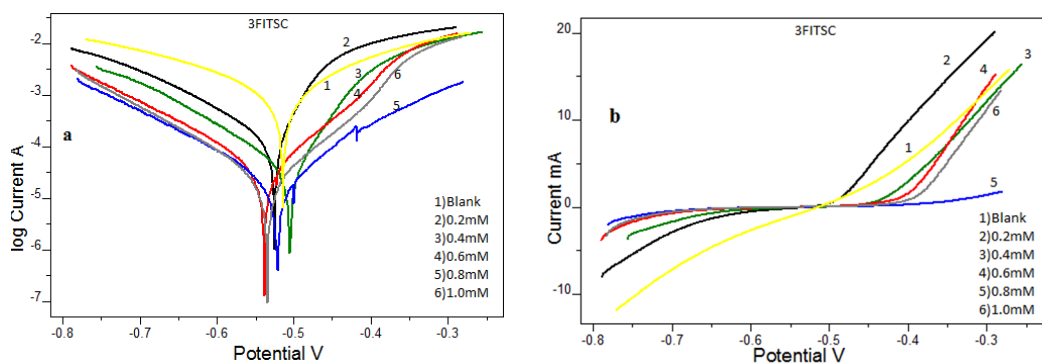 3FITSC
-2
-3
-4
-5
-6
-7
log Current A
a
2
1
3
4
6
5
1)Blank
2)0.2mM
3)0.4mM
4)0.6mM
5)0.8mM
6)1.0mM
-0.8 -0.7 -0.6 -0.5 -0.4 -0.3
Potential V
3FITSC
20
10
0
-10
Current mA
b
2
4
3
1
6
5
1)Blank
2)0.2mM
3)0.4mM
4)0.6mM
5)0.8mM
6)1.0mM
-0.8 -0.7 -0.6 -0.5 -0.4 -0.3
Potential V